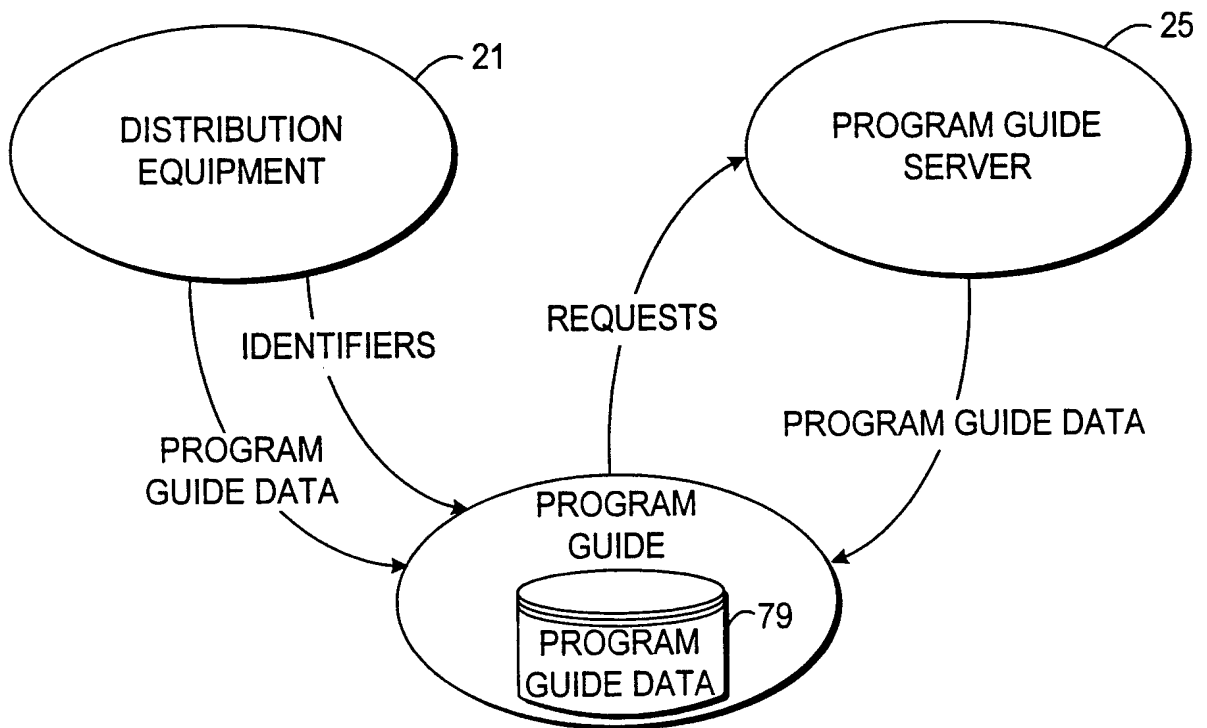 21
25
DISTRIBUTION
EQUIPMENT
PROGRAM GUIDE
SERVER
IDENTIFIERS
REQUESTS
PROGRAM
GUIDE DATA
PROGRAM GUIDE DATA
PROGRAM
GUIDE
79
PROGRAM
GUIDE DATA